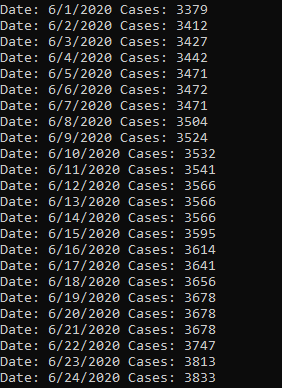 Date: 6/1/2020 Cases: 3379
Date: 6/2/2020 Cases: 3412
Date: 6/3/2020 Cases: 3427
Date: 6/4/2020 Cases: 3442
Date: 6/5/2020 Cases: 3471
Date: 6/6/2020 Cases: 3472
Date: 6/7/2020 Cases: 3471
Date: 6/8/2020 Cases: 3504
Date: 6/9/2020 Cases: 3524
Date: 6/10/2020 Cases: 3532
Date: 6/11/2020 Cases: 3541
Date: 6/12/2020 Cases: 3566
Date: 6/13/2020 Cases: 3566
Date: 6/14/2020 Cases: 3566
Date: 6/15/2020 Cases: 3595
Date: 6/16/2020 Cases: 3614
Date: 6/17/2020 Cases: 3641
Date: 6/18/2020 Cases: 3656
Date: 6/19/2020 Cases: 3678
Date: 6/20/2020 Cases: 3678
Date: 6/21/2020 Cases: 3678
Date: 6/22/2020 Cases: 3747
Date: 6/23/2020 Cases: 3813
Date: 6/24/2020 Cases: 3833